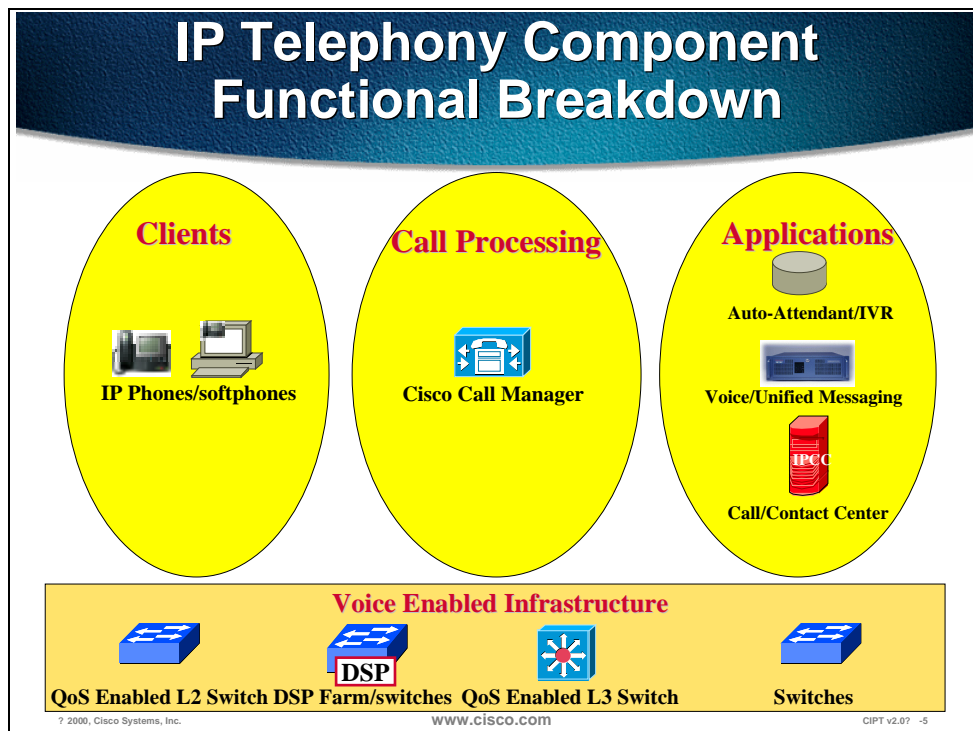 IP Telephony Component
Functional Breakdown
Clients
Call Processing
Applications
Auto-Attendant/IVR
IP Phones/softphones
Cisco Call Manager
Voice/Unified Messaging
IPCC
Call/Contact Center
Voice Enabled Infrastructure
DSP
QoS Enabled L2 Switch DSP Farm/switches QoS Enabled L3 Switch Switches
? 2000, Cisco Systems, Inc. www.cisco.com CIPT v2.0? -5